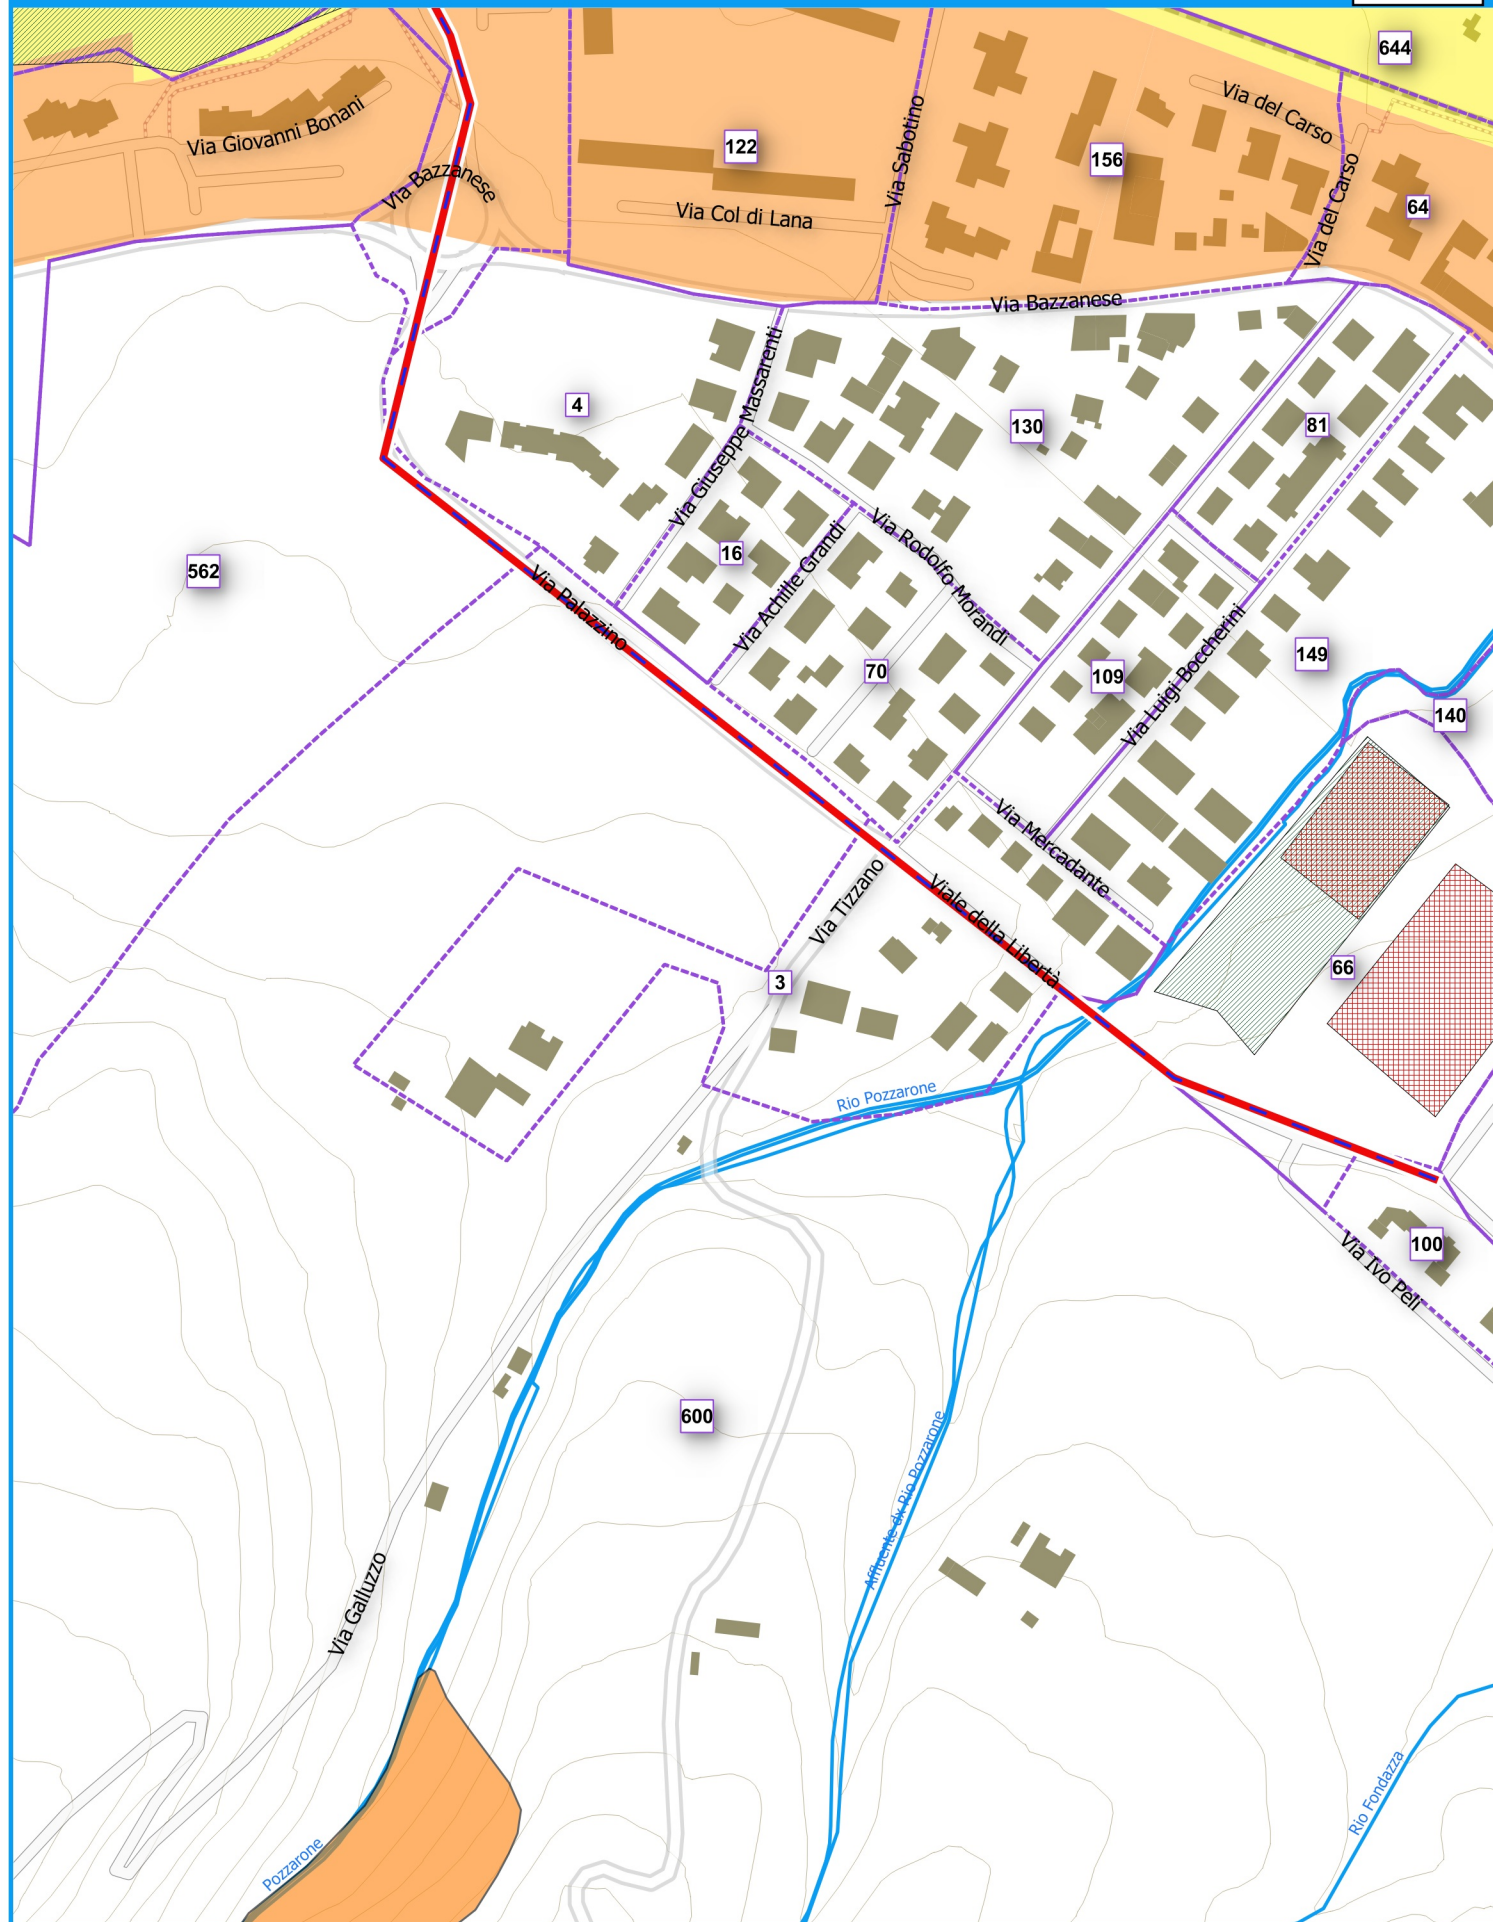 644
Via del Carso
Via Giovanni Bonani
Via Sabotino
122
156
Via del Carso
Via Bazzanese
64
Via Col di Lana
Via Bazzanese
Via Giuseppe Massarenti
4
130
81
16
Via Achille Grandi
Via Rodolfo Morandi
562
Via Palazzino
149
70
109
Via Luigi Boccherini
140
Via Mercadante
Via Tizzano
Viale della Libertà
66
3
Rio Pozzarone
100
Via Ivo Peli
600
Affluente dx Rio Pozzarone
Via Galluzzo
Rio Fondazza
Pozzarone